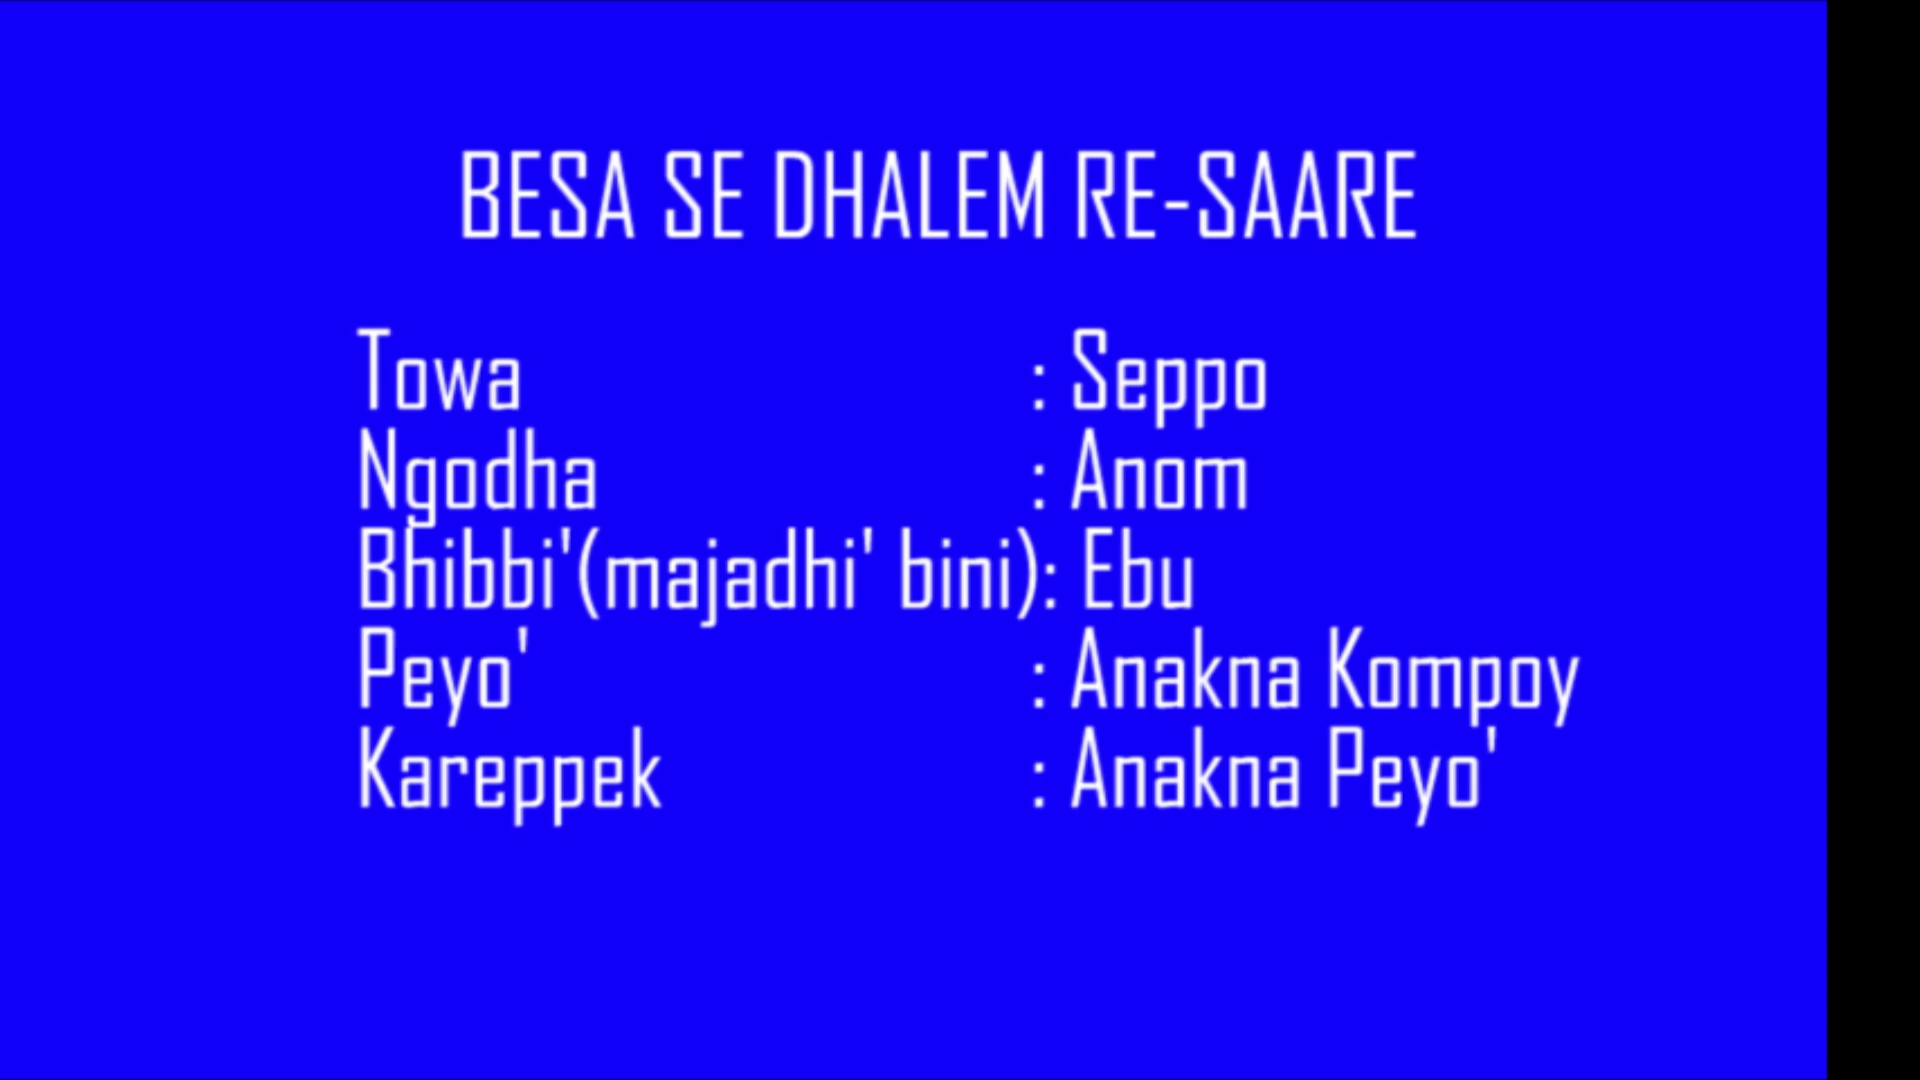 BESA SE DHALEM RE-SAARE
Towa : Seppo
Ngodha : Anom
Bhibbi'(majadhi' bini): Ebu
Peyo' : Anakna Kompoy
Kareppek : Anakna Peyo'